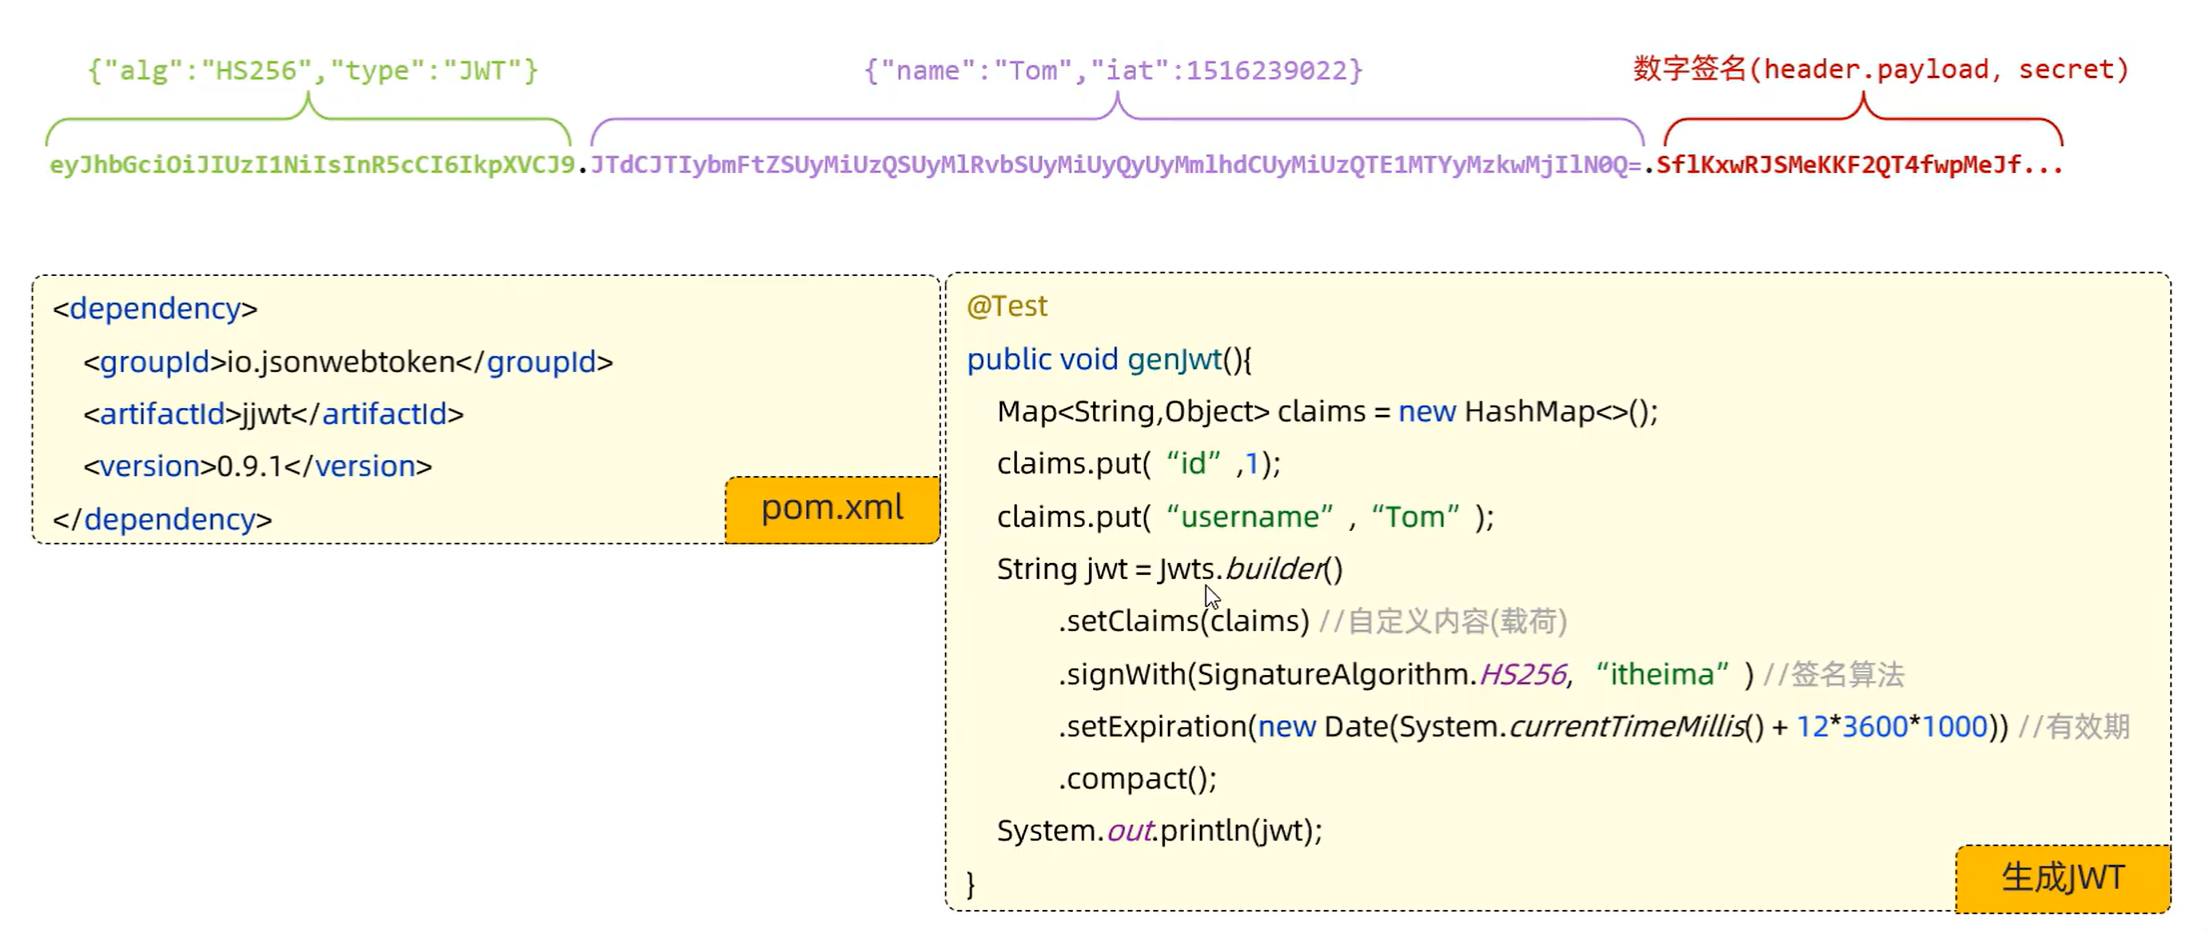 {"alg":"HS256","type":"JWT"}
{"name":"Tom","iat":1516239022}
数字签名(header.payload, secret)
eyJhbGciOiJIUzI1NiIsInR5cCI6IkpXVCJ9.JTdCJTIybmFtZSUyMiUzQSUyMlRvbSUyMiUyQyUyMmlhdCUyMiUzQTE1MTYyMzkwMjIlN0Q=.SflKxwRJSMeKKF2QT4fwpMeJf...
<dependency>
<groupId>io.jsonwebtoken</groupId>
<artifactId>jjwt</artifactId>
<version>0.9.1</version>
</dependency>
pom.xml
@Test
public void genJwt(){
Map<String,Object> claims = new HashMap<>();
claims.put( “id” ,1);
claims.put( “username” , “Tom” );
String jwt = Jwts.builder()
.setClaims(claims) //自定义内容(载荷)
.signWith(SignatureAlgorithm.HS256, “itheima” ) //签名算法
.setExpiration(new Date(System.currentTimeMillis() + 12*3600*1000)) //有效期
.compact();
System.out.println(jwt);
}
生成JWT